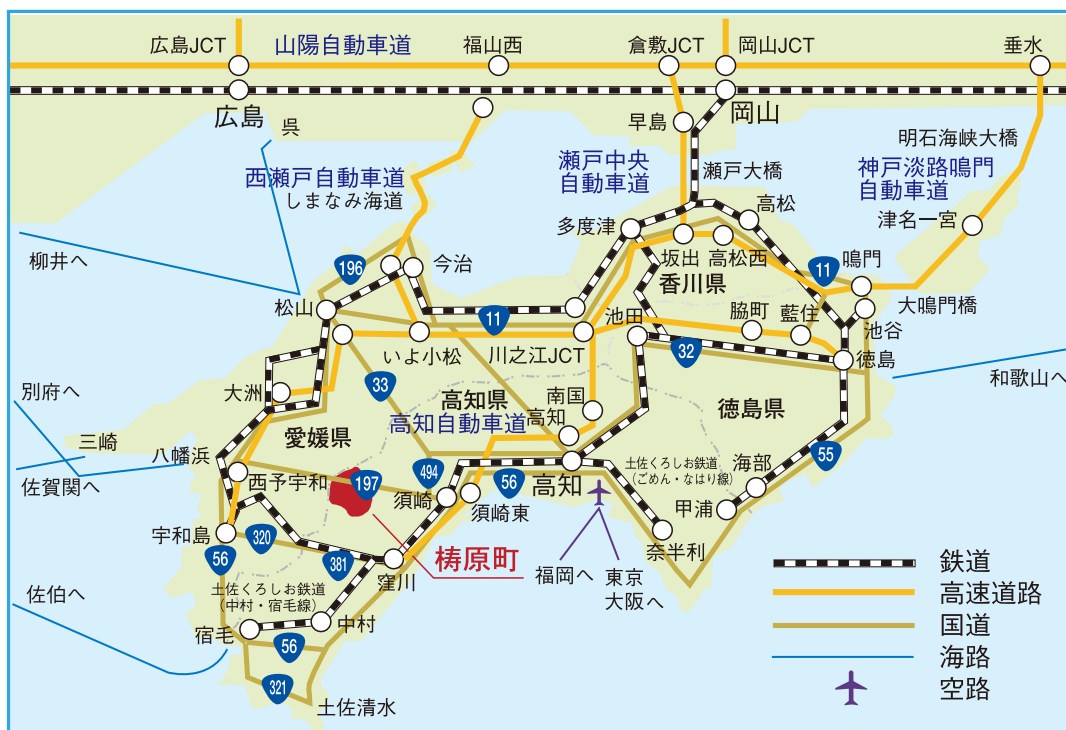 広島JCT
山陽自動車道
福山西
倉敷JCT
岡山JCT
垂水
広島
呉
岡山
早島
明石海峡大橋
西瀬戸自動車道
しまなみ海道
瀬戸中央
自動車道
瀬戸大橋
神戸淡路鳴門
自動車道
津名一宮
多度津
高松
柳井へ
196
今治
坂出
高松西
11
鳴門
香川県
大鳴門橋
松山
11
池田
脇町
藍住
池谷
いよ小松
川之江JCT
32
徳島
別府へ
大洲
33
高知県
南国
徳島県
和歌山へ
高知自動車道
高知
三崎
愛媛県
八幡浜
佐賀関へ
西予宇和
197
494
須崎
56
須崎東
高知
土佐くろしお鉄道
(ごめん・なはり線)
海部
55
甲浦
奈半利
宇和島
320
56
381
窪川
梼原町
福岡へ
東京
大阪へ
佐伯へ
土佐くろしお鉄道
(中村・宿毛線)
宿毛
中村
56
321
土佐清水
鉄道
高速道路
国道
海路
空路